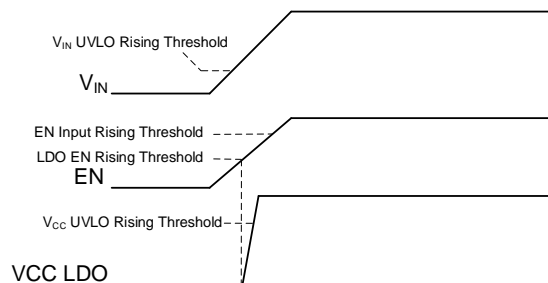 V_IN UVLO Rising Threshold
V_IN
EN Input Rising Threshold
LDO EN Rising Threshold
EN
V_CC UVLO Rising Threshold
VCC LDO